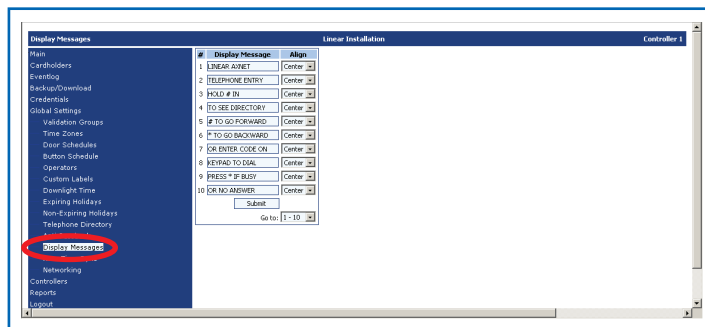 Display Messages Linear Installation Controller 1
Main
Cardholders
Eventlog
Backup/Download
Credentials
Global Settings
Validation Groups
Time Zones
Door Schedules
Button Schedule
Operators
Custom Labels
Downlight Time
Expiring Holidays
Non-Expiring Holidays
Telephone Directory
Display Messages
Networking
Controllers
Reports
Logout
# Display Message Align
1 LINEAR AXNET Center
2 TELEPHONE ENTRY Center
3 HOLD # IN Center
4 TO SEE DIRECTORY Center
5 # TO GO FORWARD Center
6 * TO GO BACKWARD Center
7 OR ENTER CODE ON Center
8 KEYPAD TO DIAL Center
9 PRESS * IF BUSY Center
10 OR NO ANSWER Center
Submit
Go to: 1 - 10